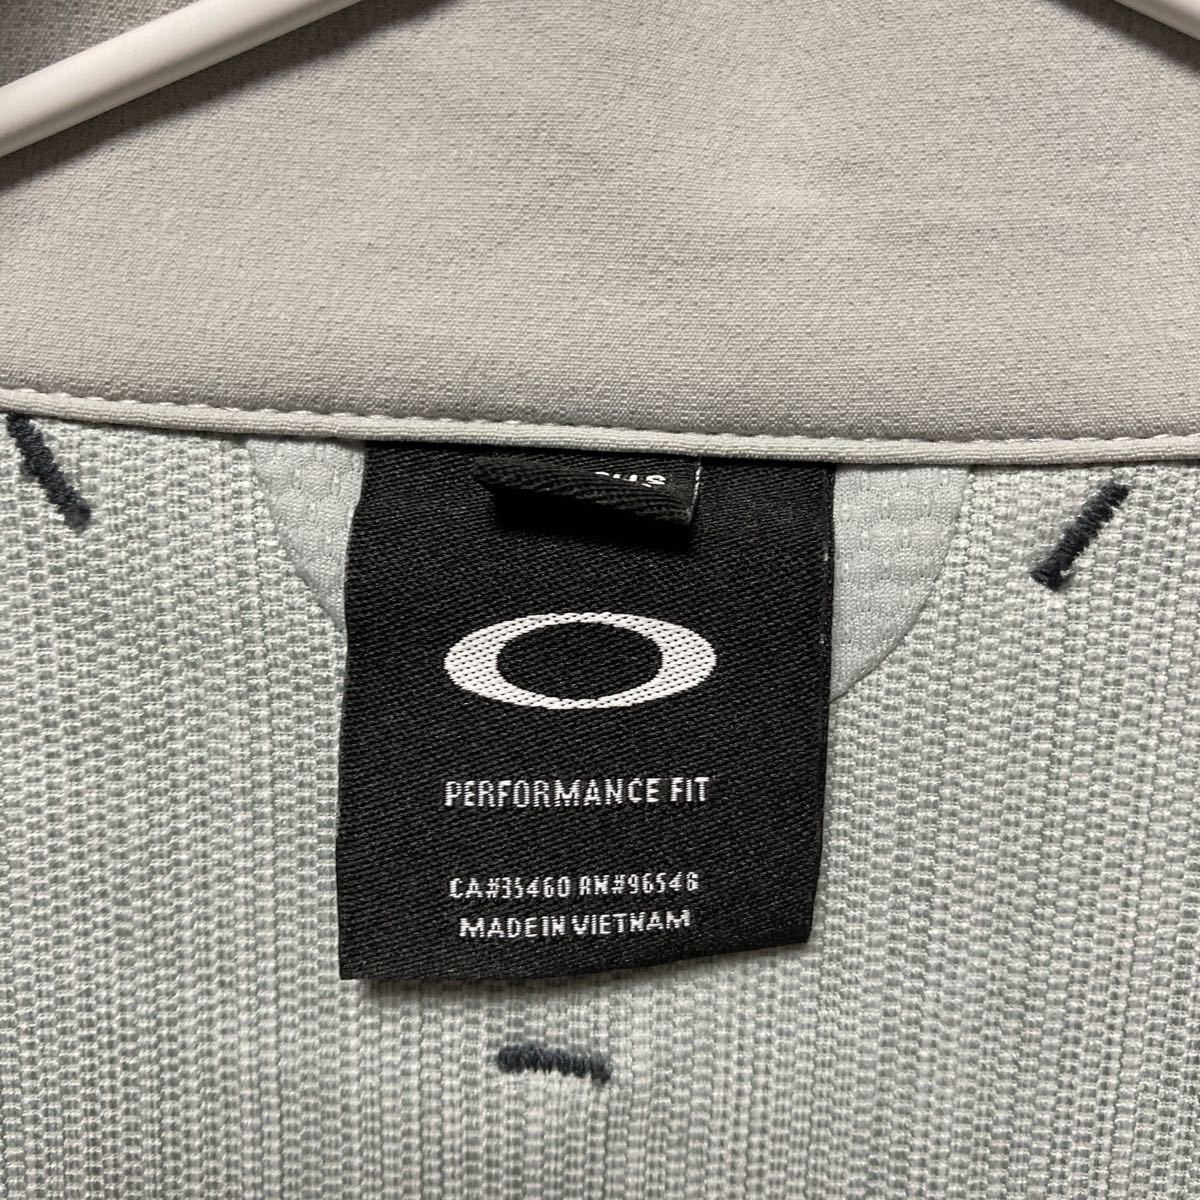 PERFORMANCE FIT
CA#35460 RN#96548
MADE IN VIETNAM